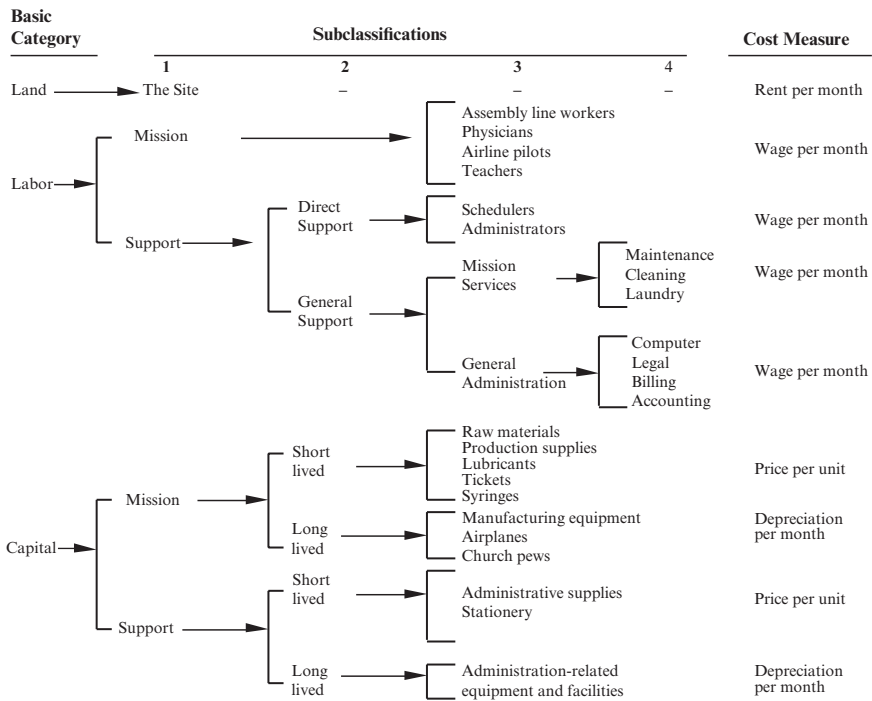 Basic
Category
Subclassifications
Cost Measure
1 2 3 4
Land The Site – – – Rent per month
Mission
Assembly line workers
Physicians
Airline pilots
Teachers
Wage per month
Labor
Support
Direct
Support
Schedulers
Administrators
Wage per month
General
Support
Mission
Services
Maintenance
Cleaning
Laundry
Wage per month
General
Administration
Computer
Legal
Billing
Accounting
Wage per month
Capital
Mission
Short
lived
Raw materials
Production supplies
Lubricants
Tickets
Syringes
Price per unit
Long
lived
Manufacturing equipment
Airplanes
Church pews
Depreciation
per month
Support
Short
lived
Administrative supplies
Stationery
Price per unit
Long
lived
Administration-related
equipment and facilities
Depreciation
per month